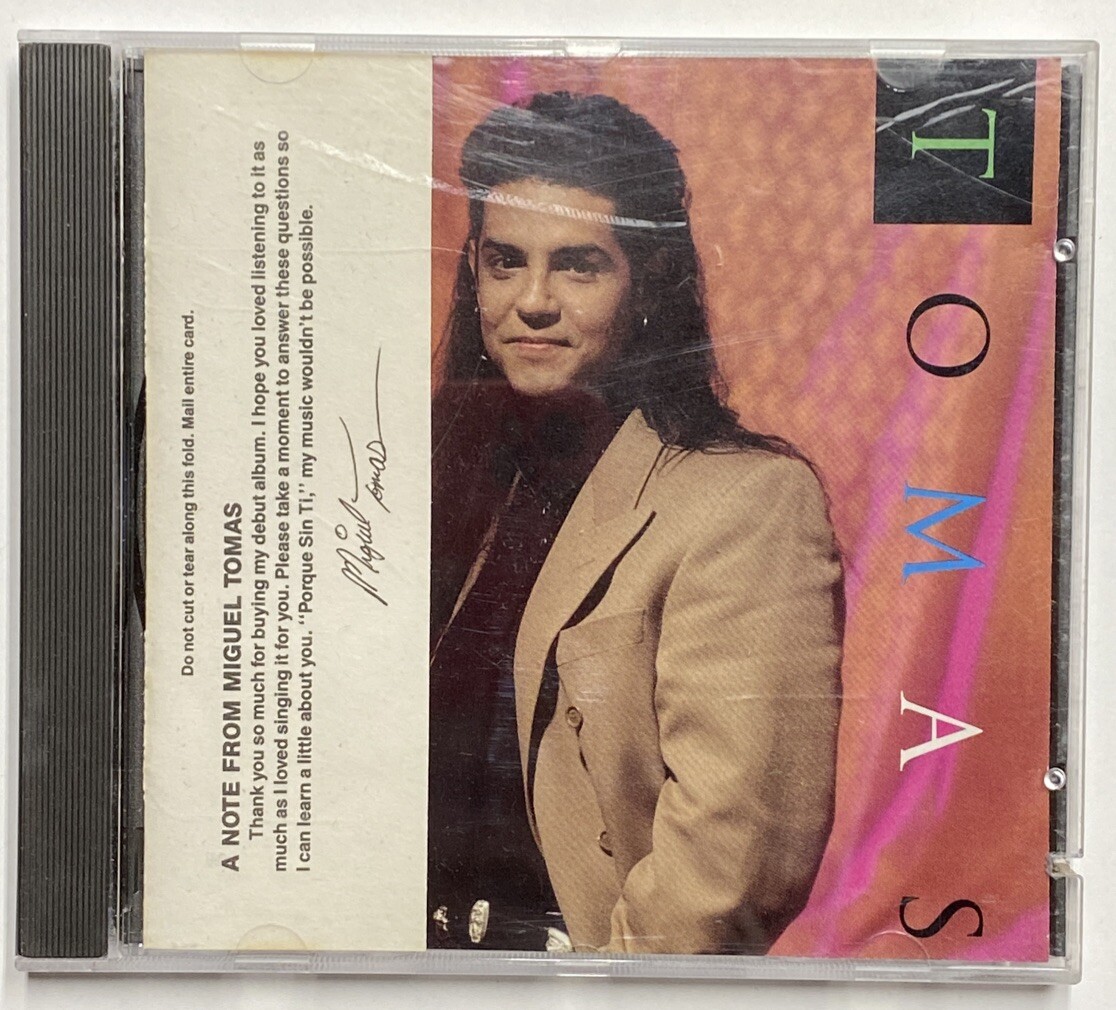 Do not cut or tear along this fold. Mail entire card.
A NOTE FROM MIGUEL TOMAS
Thank you so much for buying my debut album. I hope you loved listening to it as
much as I loved singing it for you. Please take a moment to answer these questions so
I can learn a little about you. "Porque Sin Ti," my music wouldn't be possible.
Miguel
Tomas
TOMAS